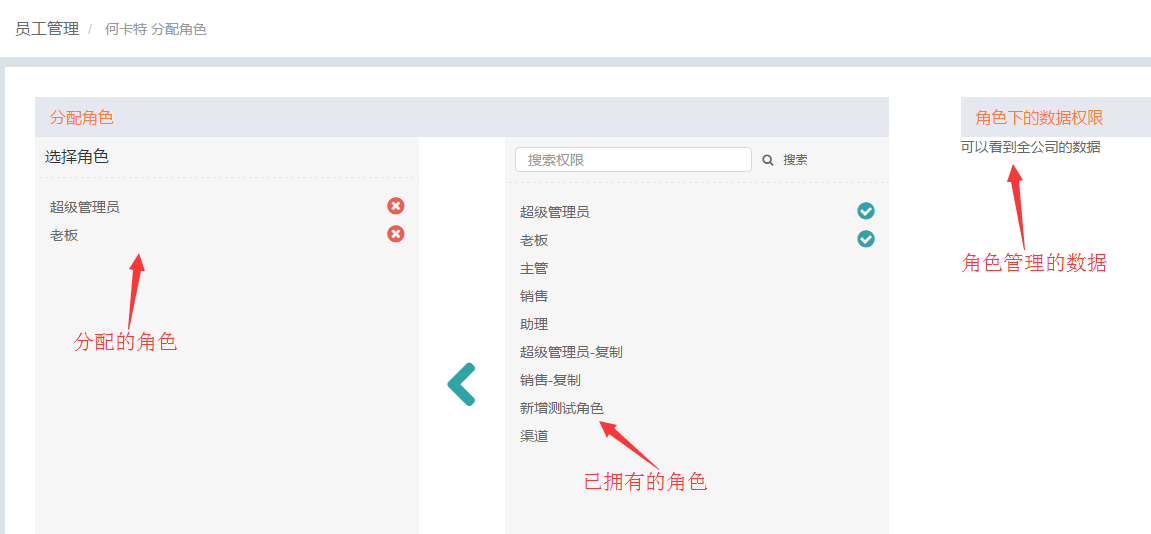 员工管理 / 何卡特 分配角色
分配角色
选择角色
超级管理员
老板
分配的角色
搜索权限 搜索
超级管理员
老板
主管
销售
助理
超级管理员-复制
销售-复制
新增测试角色
渠道
已拥有的角色
角色下的数据权限
可以看到全公司的数据
角色管理的数据